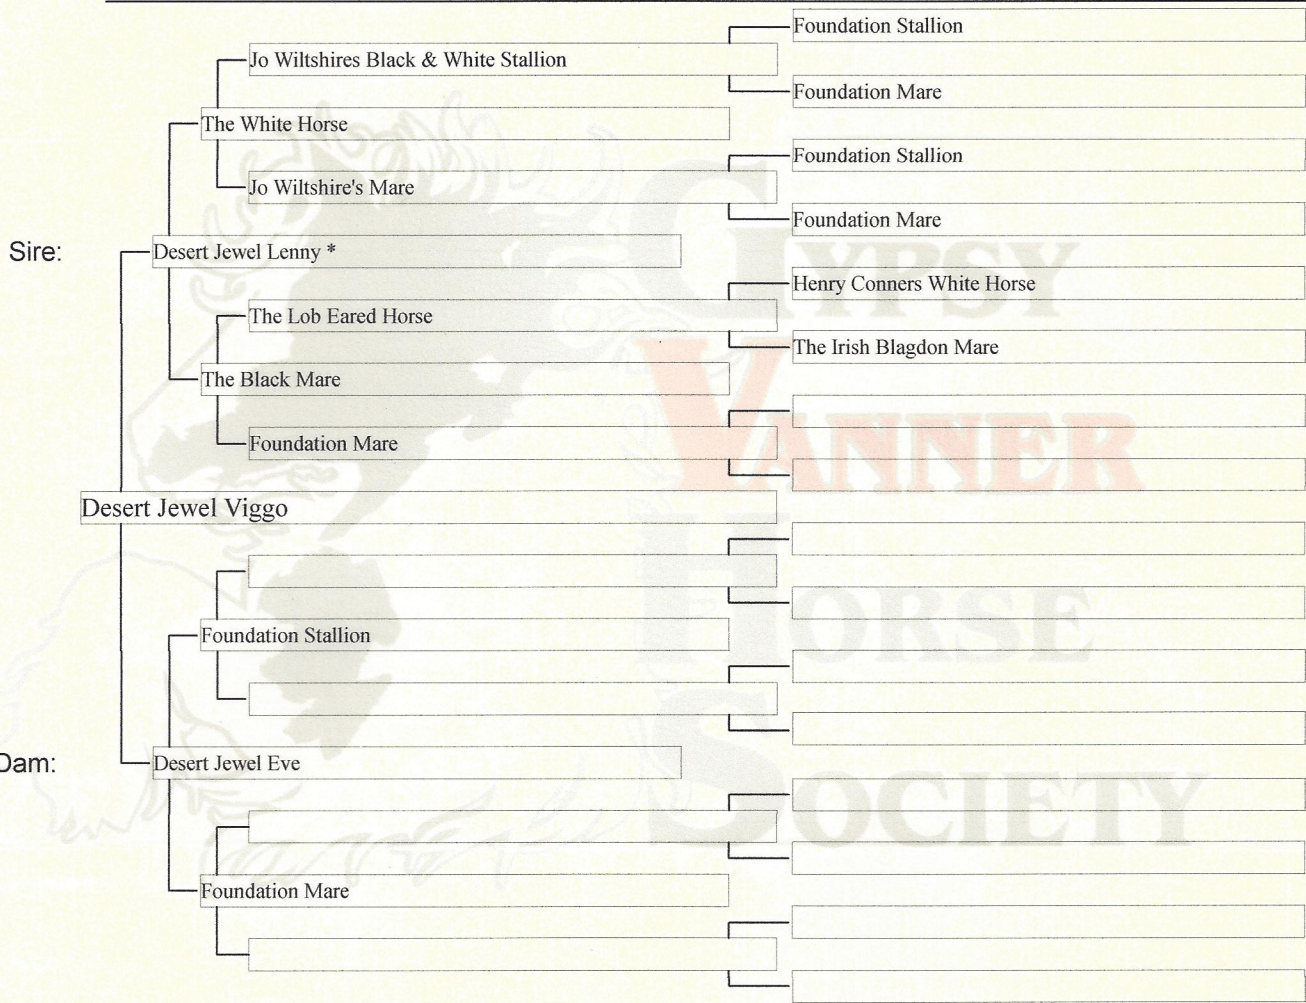 Foundation Stallion
Jo Wiltshires Black & White Stallion
Foundation Mare
The White Horse
Foundation Stallion
Jo Wiltshire's Mare
Foundation Mare
Sire:
Desert Jewel Lenny *
Henry Conners White Horse
The Lob Eared Horse
The Irish Blagdon Mare
The Black Mare
Foundation Mare
Desert Jewel Viggo
Foundation Stallion
Dam:
Desert Jewel Eve
Foundation Mare
GYPSY
VANNER
HORSE
SOCIETY